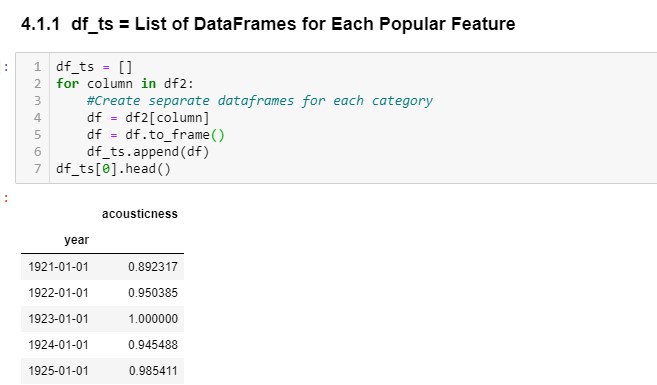 4.1.1 df_ts = List of DataFrames for Each Popular Feature
: 1 df_ts = []
2 for column in df2:
3 #Create separate dataframes for each category
4 df = df2[column]
5 df = df.to_frame()
6 df_ts.append(df)
7 df_ts[0].head()
:
acousticness
year
1921-01-01 0.892317
1922-01-01 0.950385
1923-01-01 1.000000
1924-01-01 0.945488
1925-01-01 0.985411